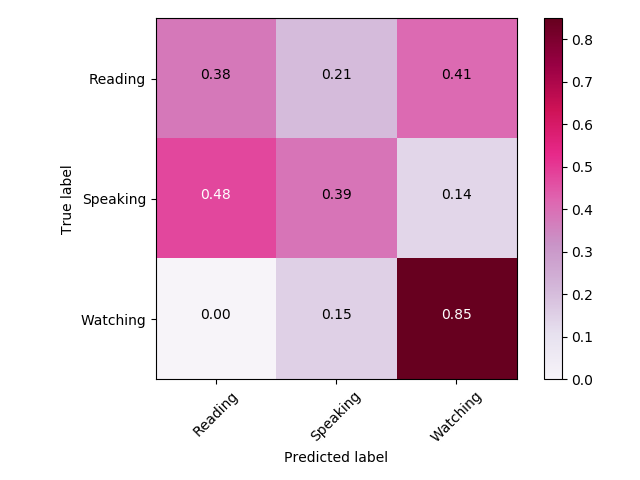 Reading 0.38 0.21 0.41
Speaking 0.48 0.39 0.14
Watching 0.00 0.15 0.85
Reading Speaking Watching
Predicted label
True label
0.8
0.7
0.6
0.5
0.4
0.3
0.2
0.1
0.0